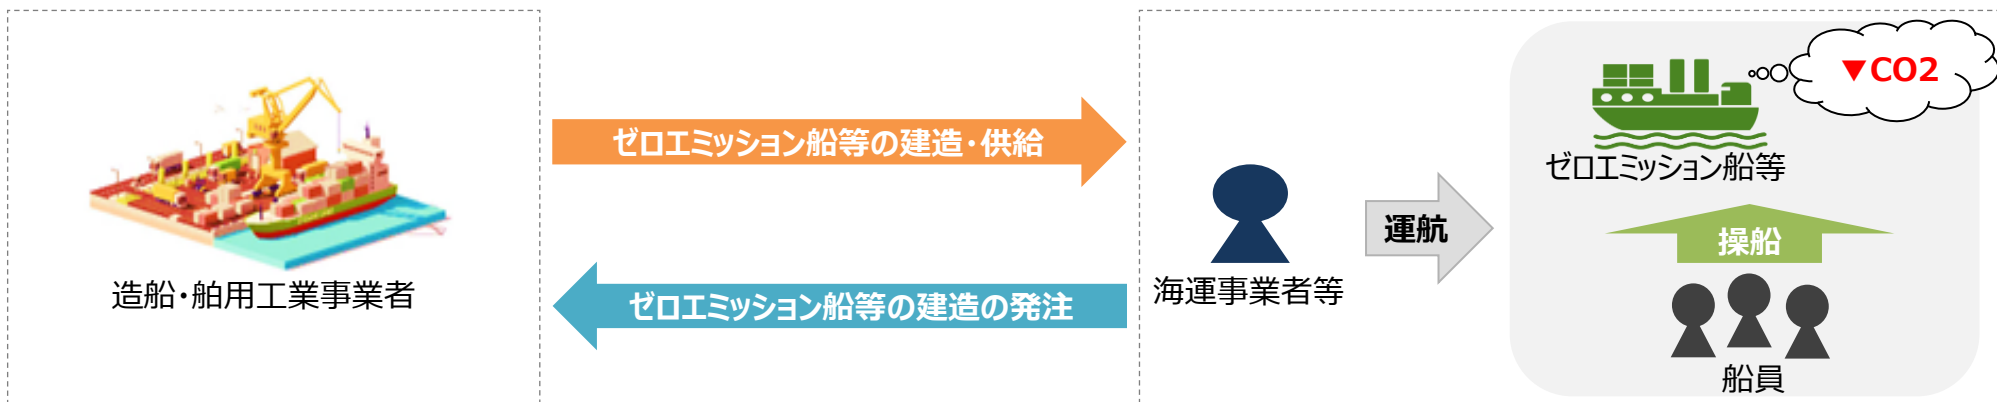 ゼロエミッション船等の建造・供給
造船・舶用工業事業者
ゼロエミッション船等の建造の発注
海運事業者等
運航
▼CO2
ゼロエミッション船等
操船
船員